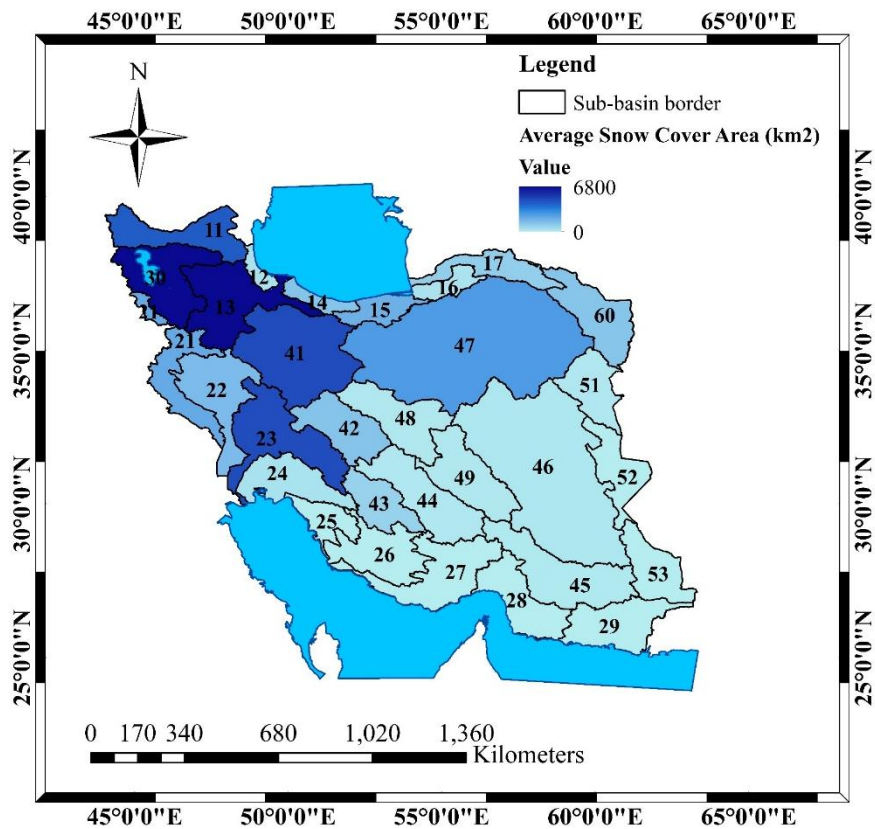 45°0'0"E 50°0'0"E 55°0'0"E 60°0'0"E 65°0'0"E
N
Legend
Sub-basin border
Average Snow Cover Area (km2)
Value
6800
0
40°0'0"N 40°0'0"N
35°0'0"N 35°0'0"N
30°0'0"N 30°0'0"N
25°0'0"N 25°0'0"N
11
12
17
30
13
14
15
16
21
60
21
41
47
22
51
23
42
48
46
24
43
44
49
52
25
26
27
28
45
53
29
0 170 340 680 1,020 1,360
Kilometers
45°0'0"E 50°0'0"E 55°0'0"E 60°0'0"E 65°0'0"E